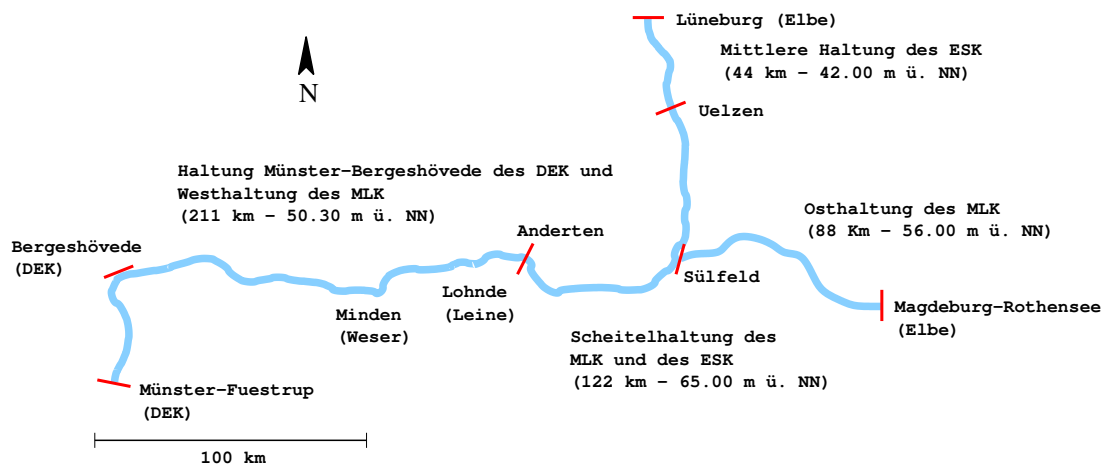 Lüneburg (Elbe)
Mittlere Haltung des ESK
(44 km – 42.00 m ü. NN)
N
Uelzen
Haltung Münster–Bergeshövede des DEK und
Westhaltung des MLK
(211 km – 50.30 m ü. NN)
Osthaltung des MLK
(88 Km – 56.00 m ü. NN)
Anderten
Bergeshövede
(DEK)
Sülfeld
Lohnde
(Leine)
Minden
(Weser)
Magdeburg–Rothensee
(Elbe)
Scheitelhaltung des
MLK und des ESK
(122 km – 65.00 m ü. NN)
Münster–Fuestrup
(DEK)
100 km